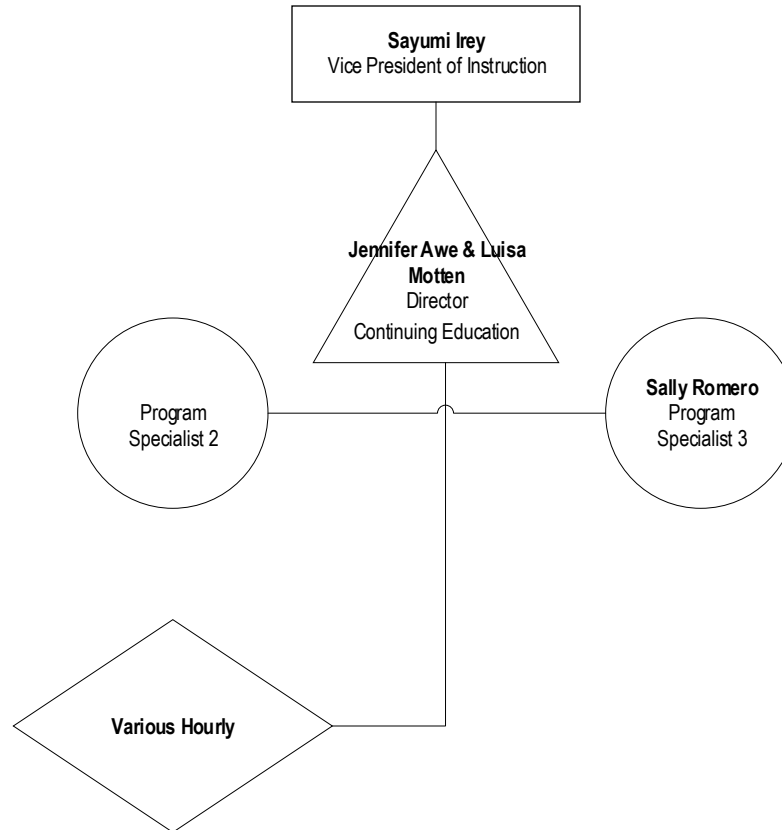 Sayumi Irey
Vice President of Instruction
Jennifer Awe & Luisa
Motten
Director
Continuing Education
Program
Specialist 2
Sally Romero
Program
Specialist 3
Various Hourly